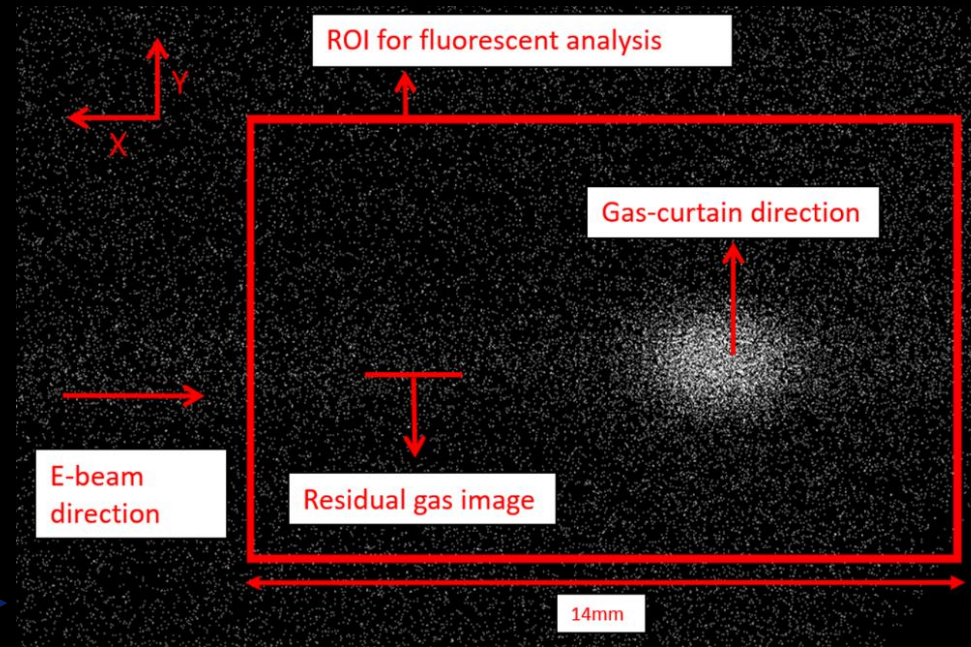 ROI for fluorescent analysis
Y
X
Gas-curtain direction
E-beam
direction
Residual gas image
14mm